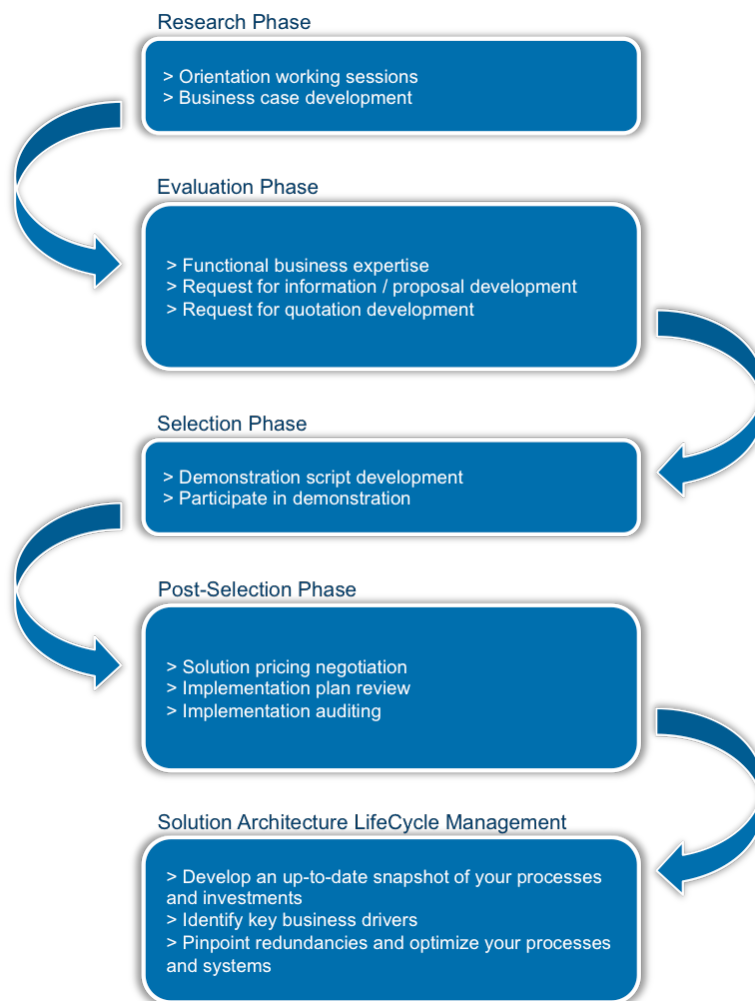 Research Phase
> Orientation working sessions
> Business case development
Evaluation Phase
> Functional business expertise
> Request for information / proposal development
> Request for quotation development
Selection Phase
> Demonstration script development
> Participate in demonstration
Post-Selection Phase
> Solution pricing negotiation
> Implementation plan review
> Implementation auditing
Solution Architecture LifeCycle Management
> Develop an up-to-date snapshot of your processes
and investments
> Identify key business drivers
> Pinpoint redundancies and optimize your processes
and systems